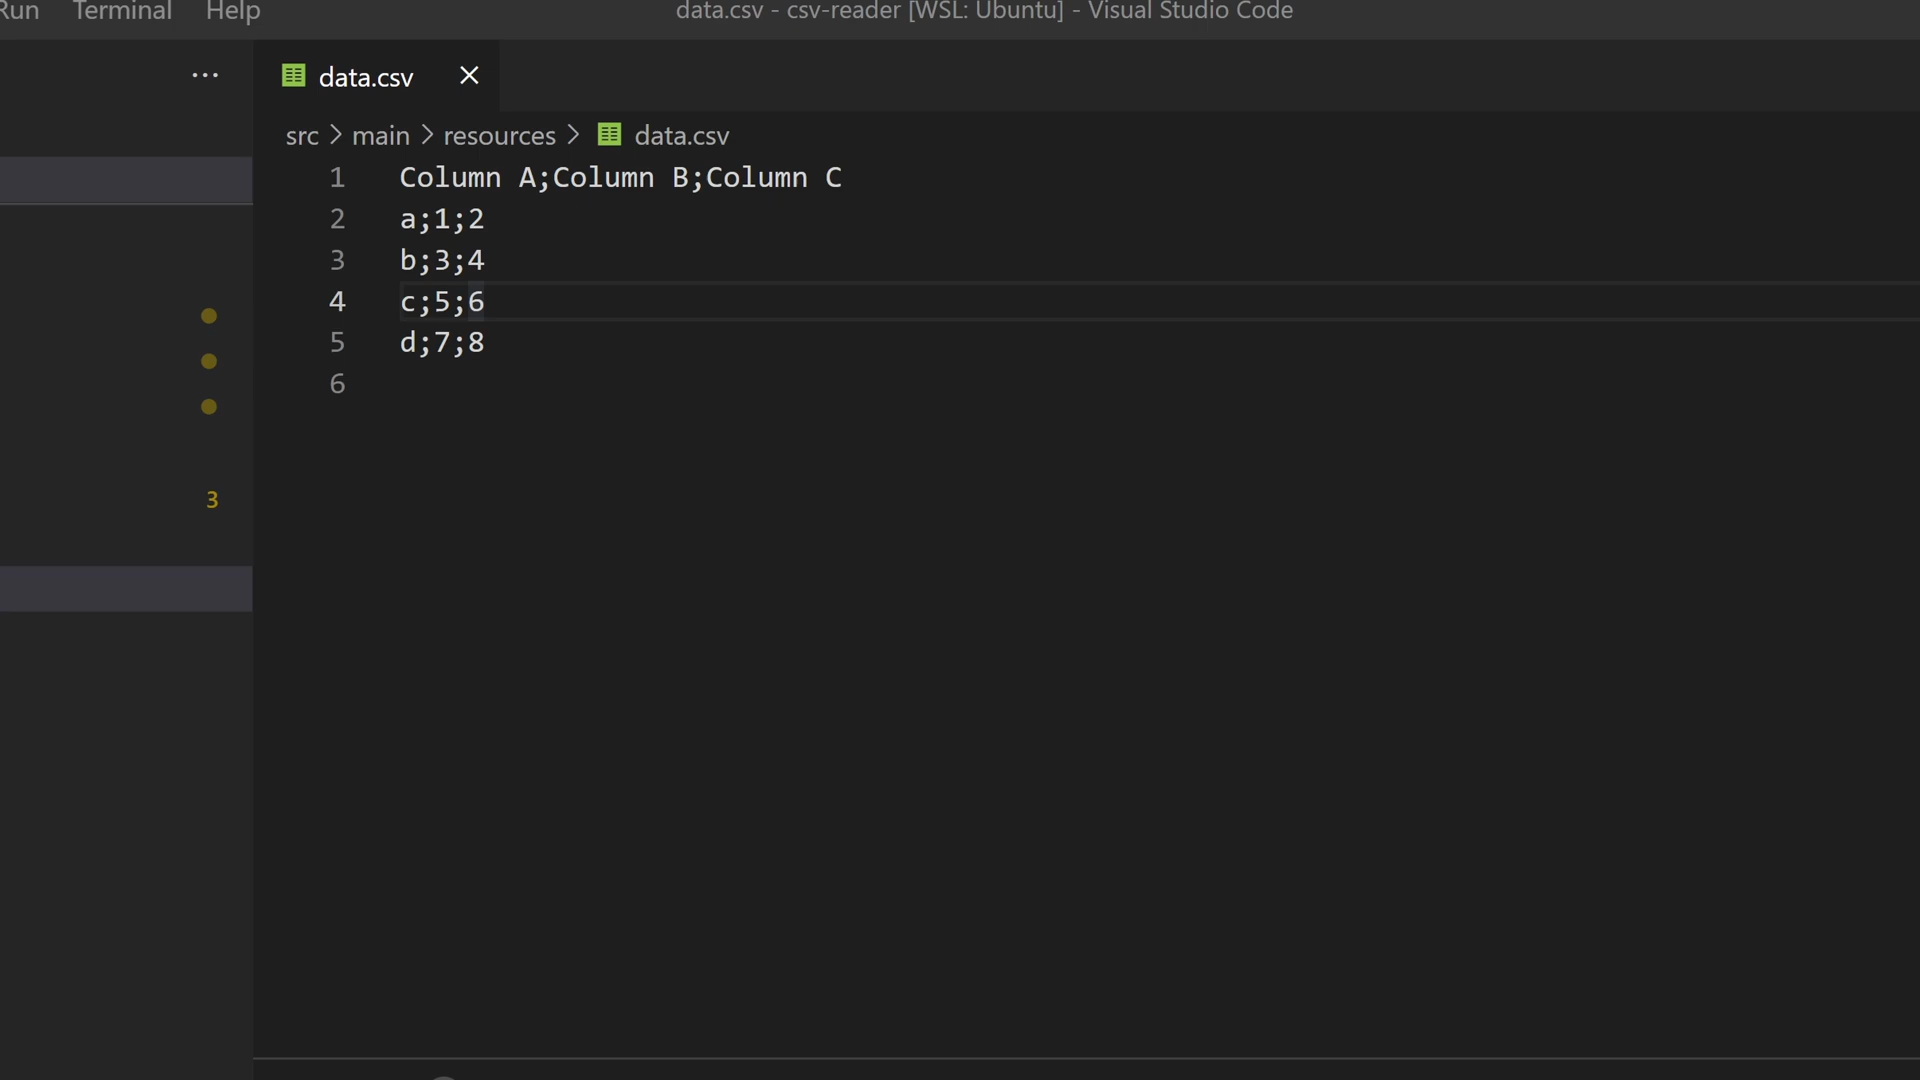 Run Terminal Help data.csv - csv-reader [WSL: Ubuntu] - Visual Studio Code
... data.csv
src > main > resources > data.csv
1 Column A;Column B;Column C
2 a;1;2
3 b;3;4
4 c;5;6
5 d;7;8
6
3